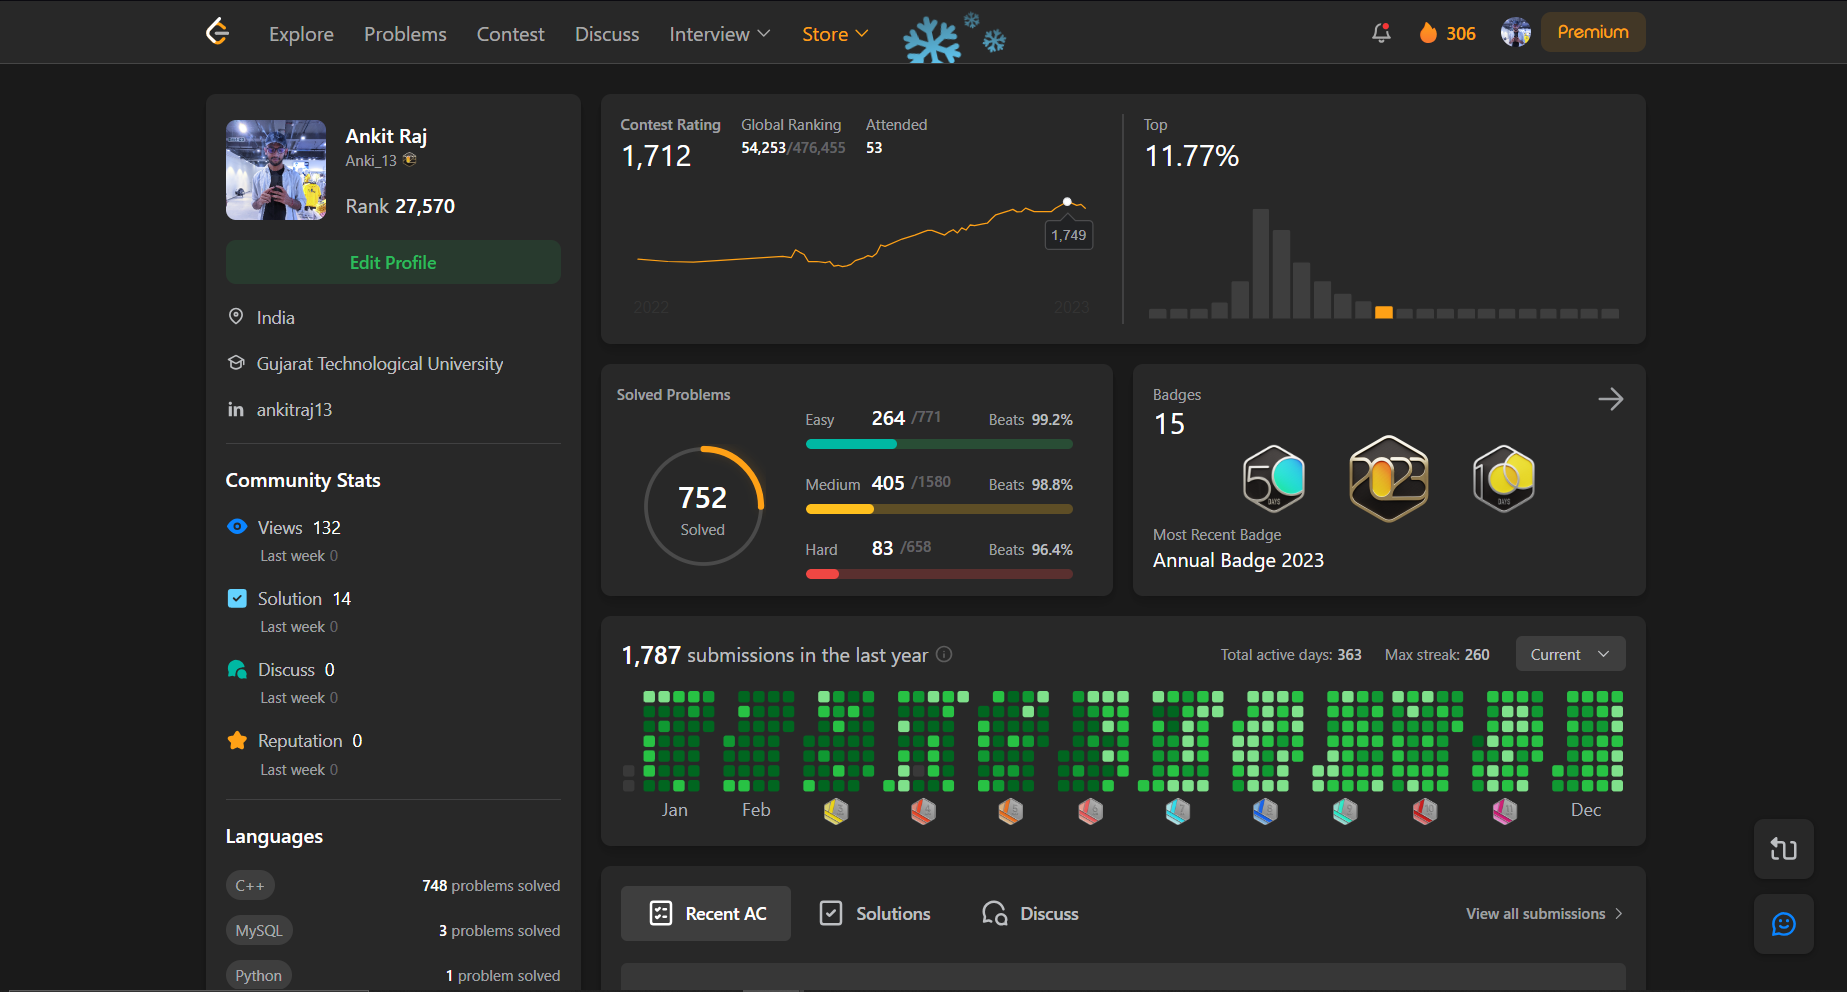 Explore Problems Contest Discuss Interview Store 306 Premium
Ankit Raj
Anki_13
Rank 27,570
Edit Profile
India
Gujarat Technological University
in ankitraj13
Community Stats
Views 132
Last week 0
Solution 14
Last week 0
Discuss 0
Last week 0
Reputation 0
Last week 0
Languages
C++ 748 problems solved
MySQL 3 problems solved
Python 1 problem solved
Contest Rating
1,712
Global Ranking
54,253/476,455
Attended
53
1,749
2022 2023
Top
11.77%
Solved Problems
752
Solved
Easy 264 /771 Beats 99.2%
Medium 405 /1580 Beats 98.8%
Hard 83 /658 Beats 96.4%
Badges
15
50 DAYS
2023
100 DAYS
Most Recent Badge
Annual Badge 2023
1,787 submissions in the last year
Total active days: 363 Max streak: 260 Current
Jan Feb Dec
Recent AC Solutions Discuss View all submissions